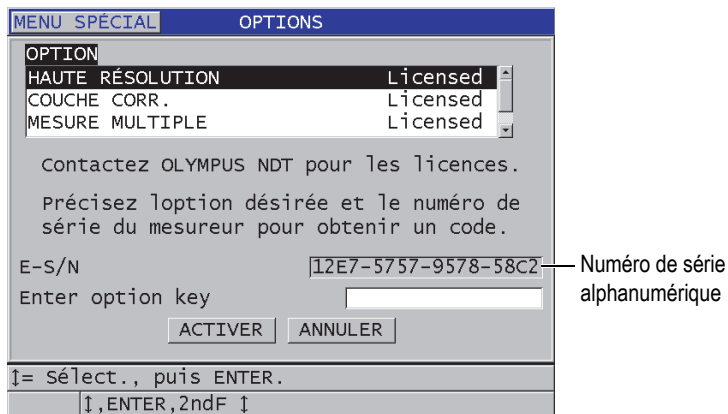 MENU SPÉCIAL OPTIONS
OPTION
HAUTE RÉSOLUTION Licensed
COUCHE CORR. Licensed
MESURE MULTIPLE Licensed
Contactez OLYMPUS NDT pour les licences.
Précisez loption désirée et le numéro de
série du mesureur pour obtenir un code.
E-S/N 12E7-5757-9578-58C2
Numéro de série
alphanumérique
Enter option key
ACTIVER ANNULER
↕= Sélect., puis ENTER.
↕,ENTER,2ndF ↕